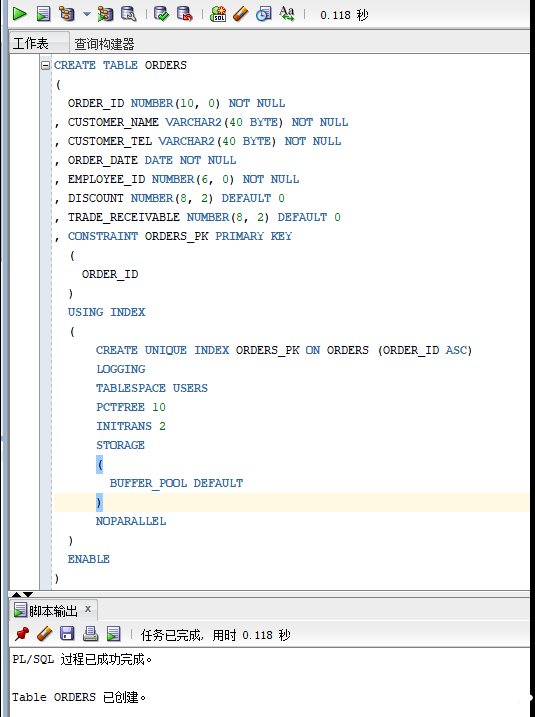 0.118 秒
工作表 查询构建器
CREATE TABLE ORDERS
(
ORDER_ID NUMBER(10, 0) NOT NULL
, CUSTOMER_NAME VARCHAR2(40 BYTE) NOT NULL
, CUSTOMER_TEL VARCHAR2(40 BYTE) NOT NULL
, ORDER_DATE DATE NOT NULL
, EMPLOYEE_ID NUMBER(6, 0) NOT NULL
, DISCOUNT NUMBER(8, 2) DEFAULT 0
, TRADE_RECEIVABLE NUMBER(8, 2) DEFAULT 0
, CONSTRAINT ORDERS_PK PRIMARY KEY
(
ORDER_ID
)
USING INDEX
(
CREATE UNIQUE INDEX ORDERS_PK ON ORDERS (ORDER_ID ASC)
LOGGING
TABLESPACE USERS
PCTFREE 10
INITRANS 2
STORAGE
(
BUFFER_POOL DEFAULT
)
NOPARALLEL
)
ENABLE
)
脚本输出 x
任务已完成, 用时 0.118 秒
PL/SQL 过程已成功完成。
Table ORDERS 已创建。